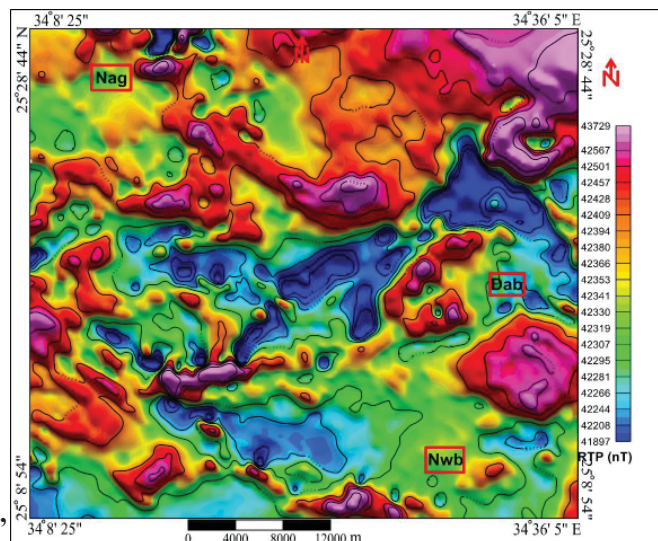 34°8' 25"
34°36' 5" E
25°28' 44" N
25°28' 44"
N
Nag
43729
42567
42501
42457
42428
42409
42394
42380
42366
42353
42341
42330
42319
42307
42295
42281
42266
42244
42208
41897
RTP (nT)
Dab
Nwb
25° 8' 54"
25° 8' 54"
,
34°8' 25"
34°36' 5" E
0 4000 8000 12000 m